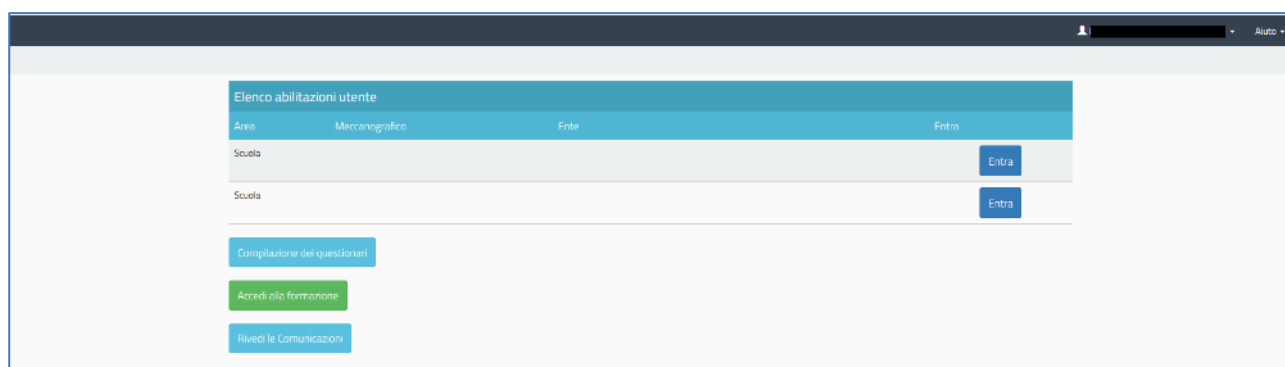 Aiuto
Elenco abilitazioni utente
Area Meccanografico Ente Entra
Scuola Entra
Scuola Entra
Compilazione dei questionari
Accedi alla formazione
Rivedi le Comunicazioni